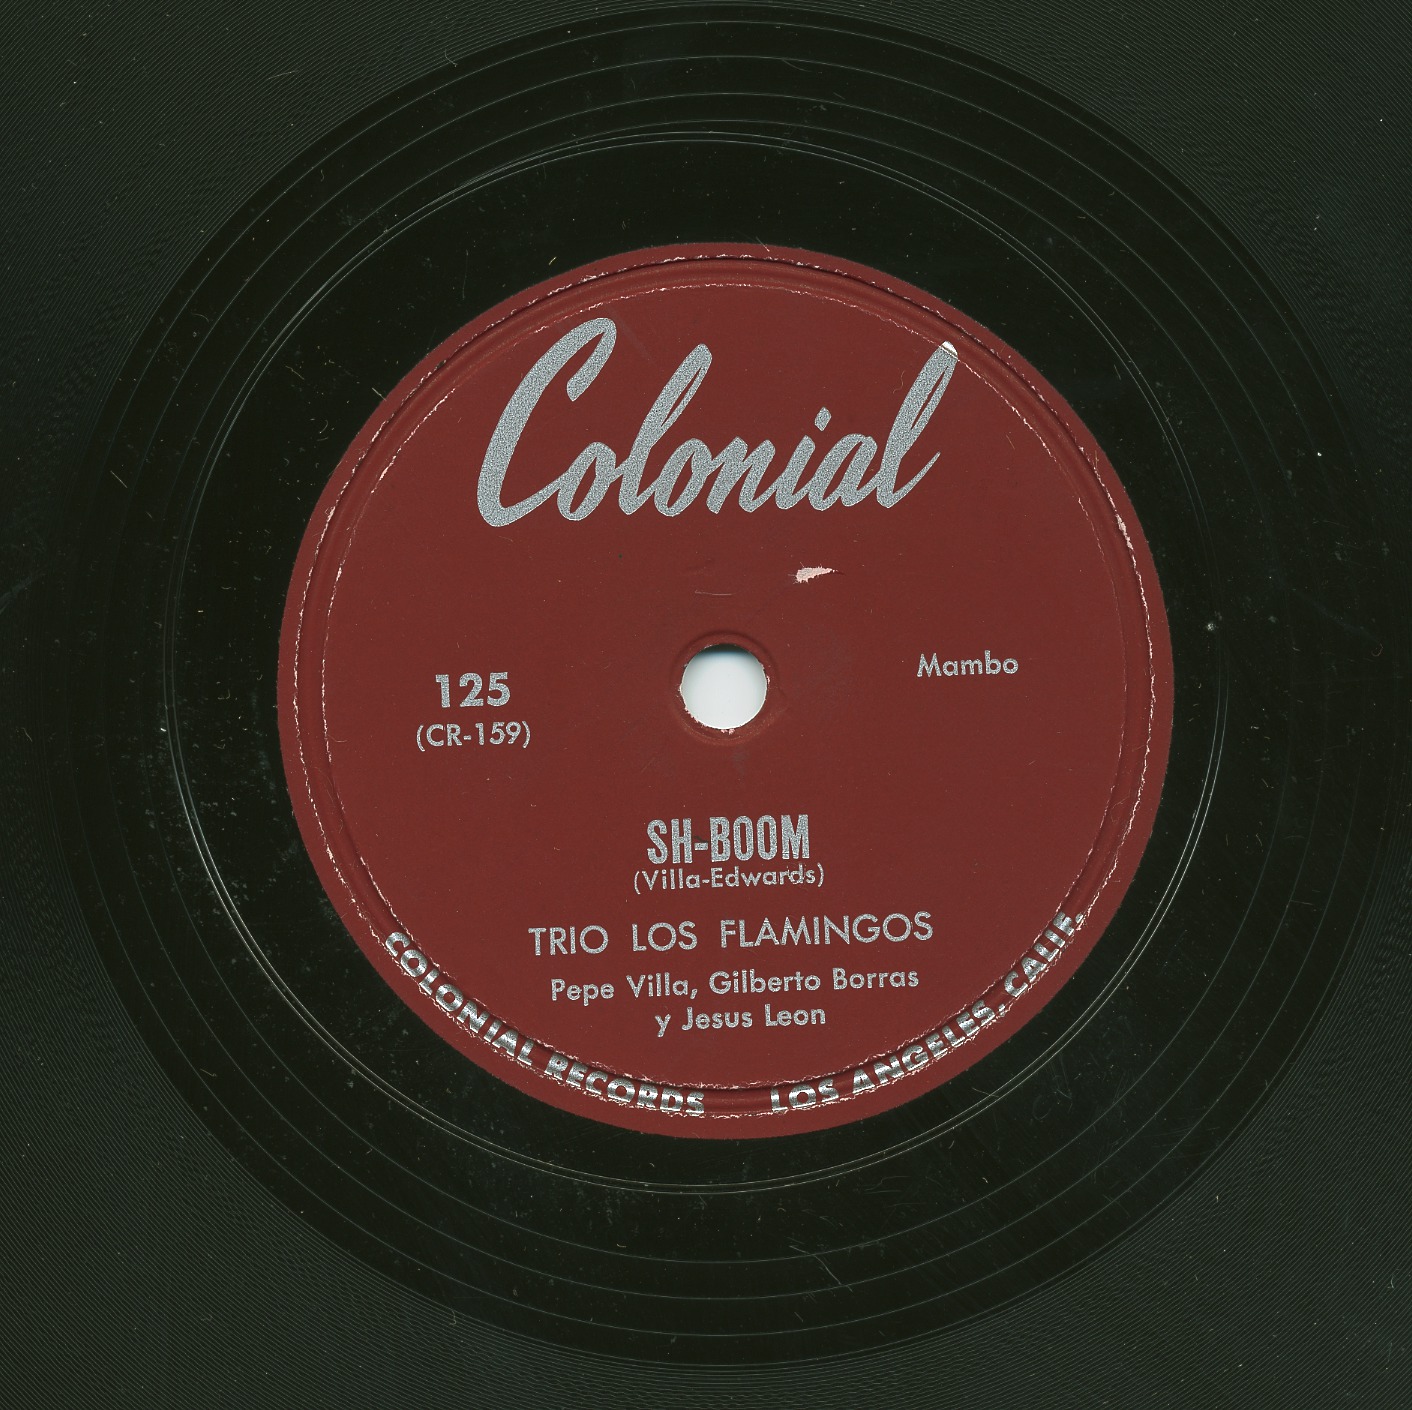 Colonial
Mambo
125
(CR-159)
SH-BOOM
(Villa-Edwards)
TRIO LOS FLAMINGOS
Pepe Villa, Gilberto Borras
y Jesus Leon
COLONIAL RECORDS LOS ANGELES, CALIF.